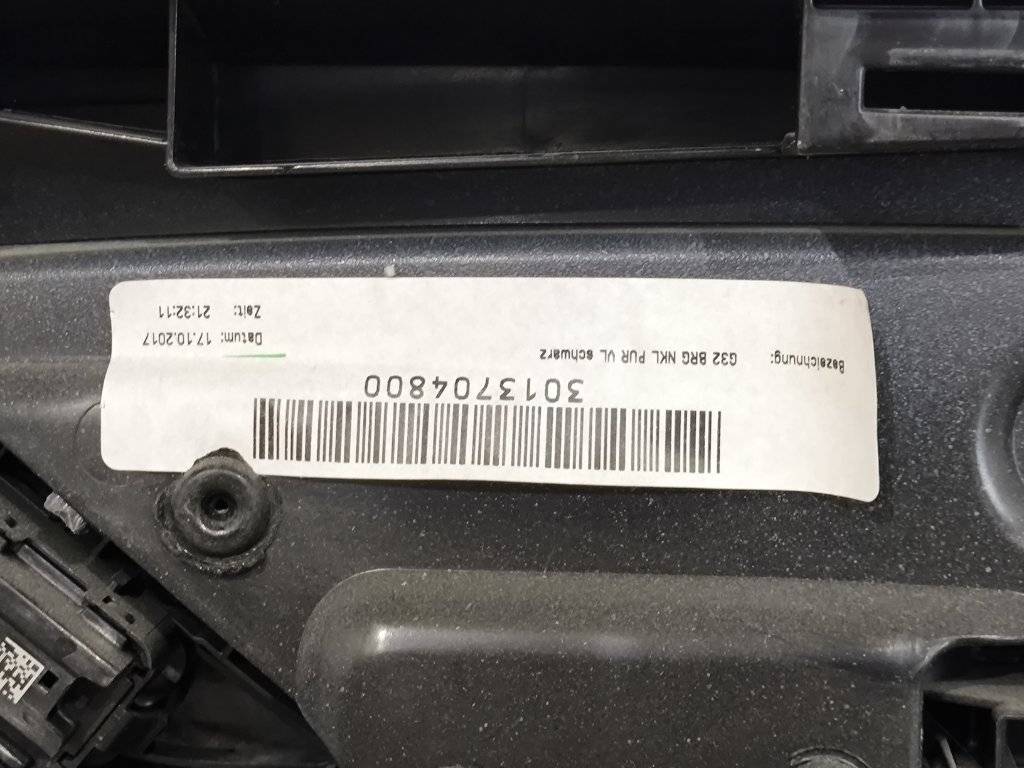 3013704800
Bezeichnung: G32 BRG NKL PUR VL schwarz
Datum: 17.10.2017
Zeit: 21:32:11